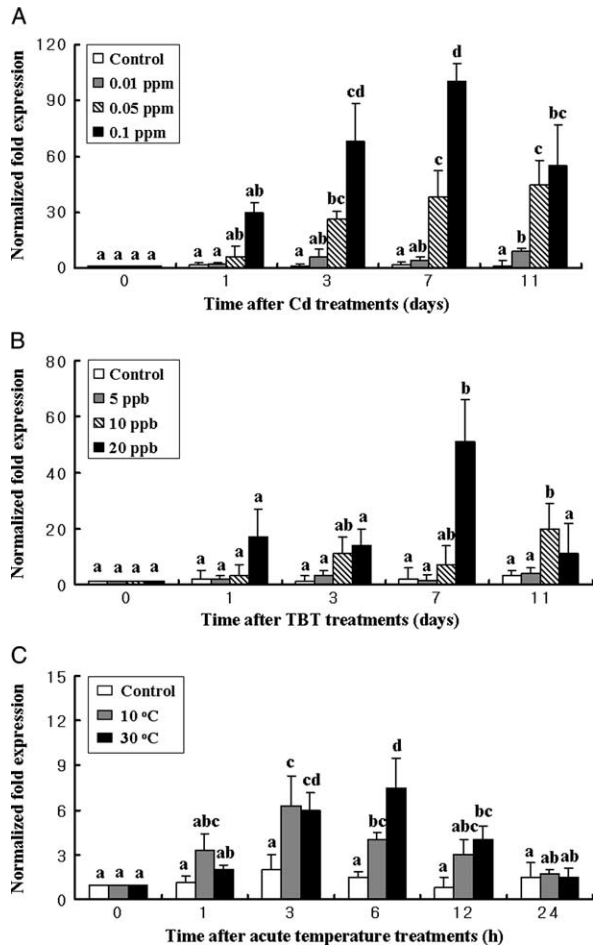 A
Normalized fold expression
120
90
60
30
0
Control
0.01 ppm
0.05 ppm
0.1 ppm
a a a a
a a ab ab
a ab bc cd
a ab c d
a b c bc
0 1 3 7 11
Time after Cd treatments (days)
B
Normalized fold expression
80
60
40
20
0
Control
5 ppb
10 ppb
20 ppb
a a a a
a a a a
a a ab a
a a ab b
a a b a
0 1 3 7 11
Time after TBT treatments (days)
C
Normalized fold expression
15
12
9
6
3
0
Control
10 °C
30 °C
a a a
a abc ab
a c cd
a bc d
a abc bc
a ab ab
0 1 3 6 12 24
Time after acute temperature treatments (h)